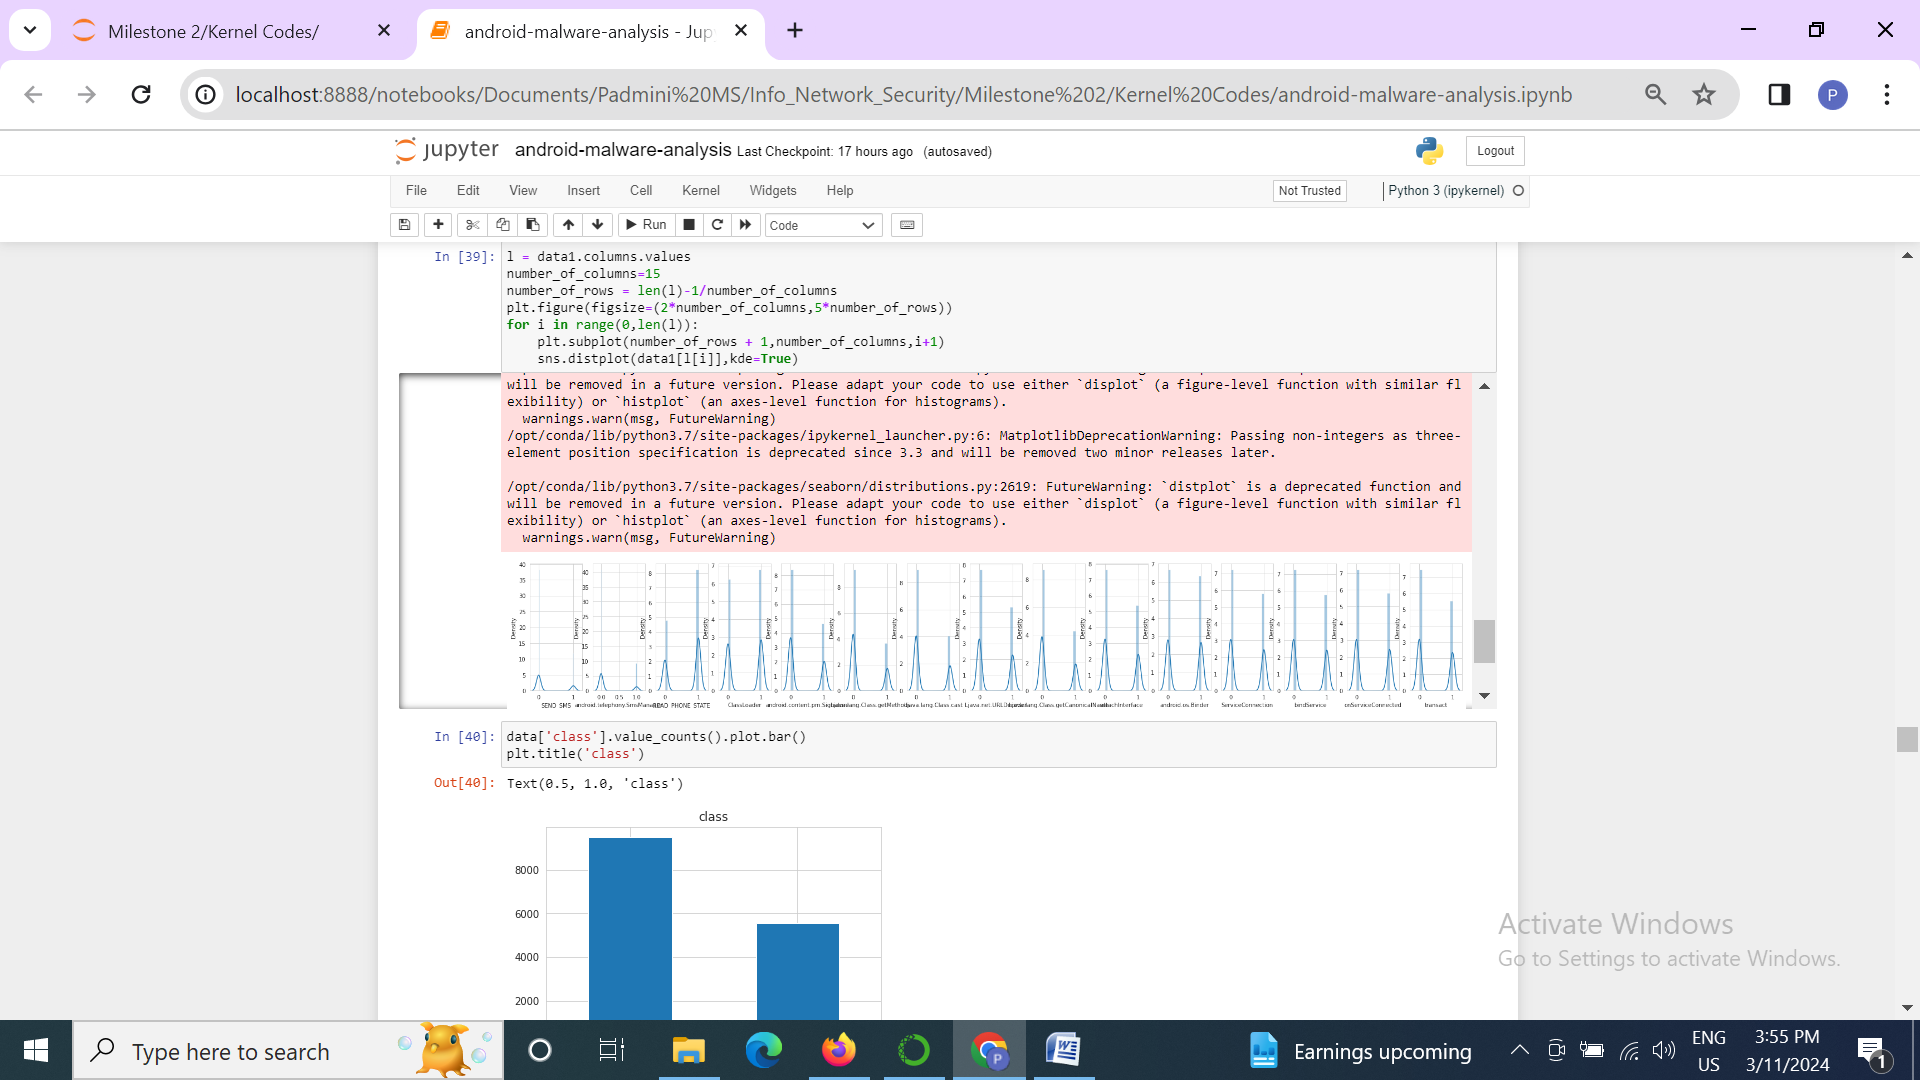 Milestone 2/Kernel Codes/
android-malware-analysis - Jup
localhost:8888/notebooks/Documents/Padmini%20MS/Info_Network_Security/Milestone%202/Kernel%20Codes/android-malware-analysis.ipynb
P
jupyter android-malware-analysis Last Checkpoint: 17 hours ago (autosaved)
Logout
File Edit View Insert Cell Kernel Widgets Help
Not Trusted
Python 3 (ipykernel)
Run
Code
In [39]: l = data1.columns.values
number_of_columns=15
number_of_rows = len(l)-1/number_of_columns
plt.figure(figsize=(2*number_of_columns,5*number_of_rows))
for i in range(0,len(l)):
plt.subplot(number_of_rows + 1,number_of_columns,i+1)
sns.distplot(data1[l[i]],kde=True)
will be removed in a future version. Please adapt your code to use either `displot` (a figure-level function with similar fl
exibility) or `histplot` (an axes-level function for histograms).
warnings.warn(msg, FutureWarning)
/opt/conda/lib/python3.7/site-packages/ipykernel_launcher.py:6: MatplotlibDeprecationWarning: Passing non-integers as three-
element position specification is deprecated since 3.3 and will be removed two minor releases later.
/opt/conda/lib/python3.7/site-packages/seaborn/distributions.py:2619: FutureWarning: `distplot` is a deprecated function and
will be removed in a future version. Please adapt your code to use either `displot` (a figure-level function with similar fl
exibility) or `histplot` (an axes-level function for histograms).
warnings.warn(msg, FutureWarning)
SEND_SMS
READ_PHONE_STATE
ClassLoader
attachInterface
android.os.Binder
ServiceConnection
bindService
onServiceConnected
transact
In [40]: data['class'].value_counts().plot.bar()
plt.title('class')
Out[40]: Text(0.5, 1.0, 'class')
class
8000
6000
4000
2000
Activate Windows
Go to Settings to activate Windows.
Type here to search
P
Earnings upcoming
ENG
US
3:55 PM
3/11/2024
1